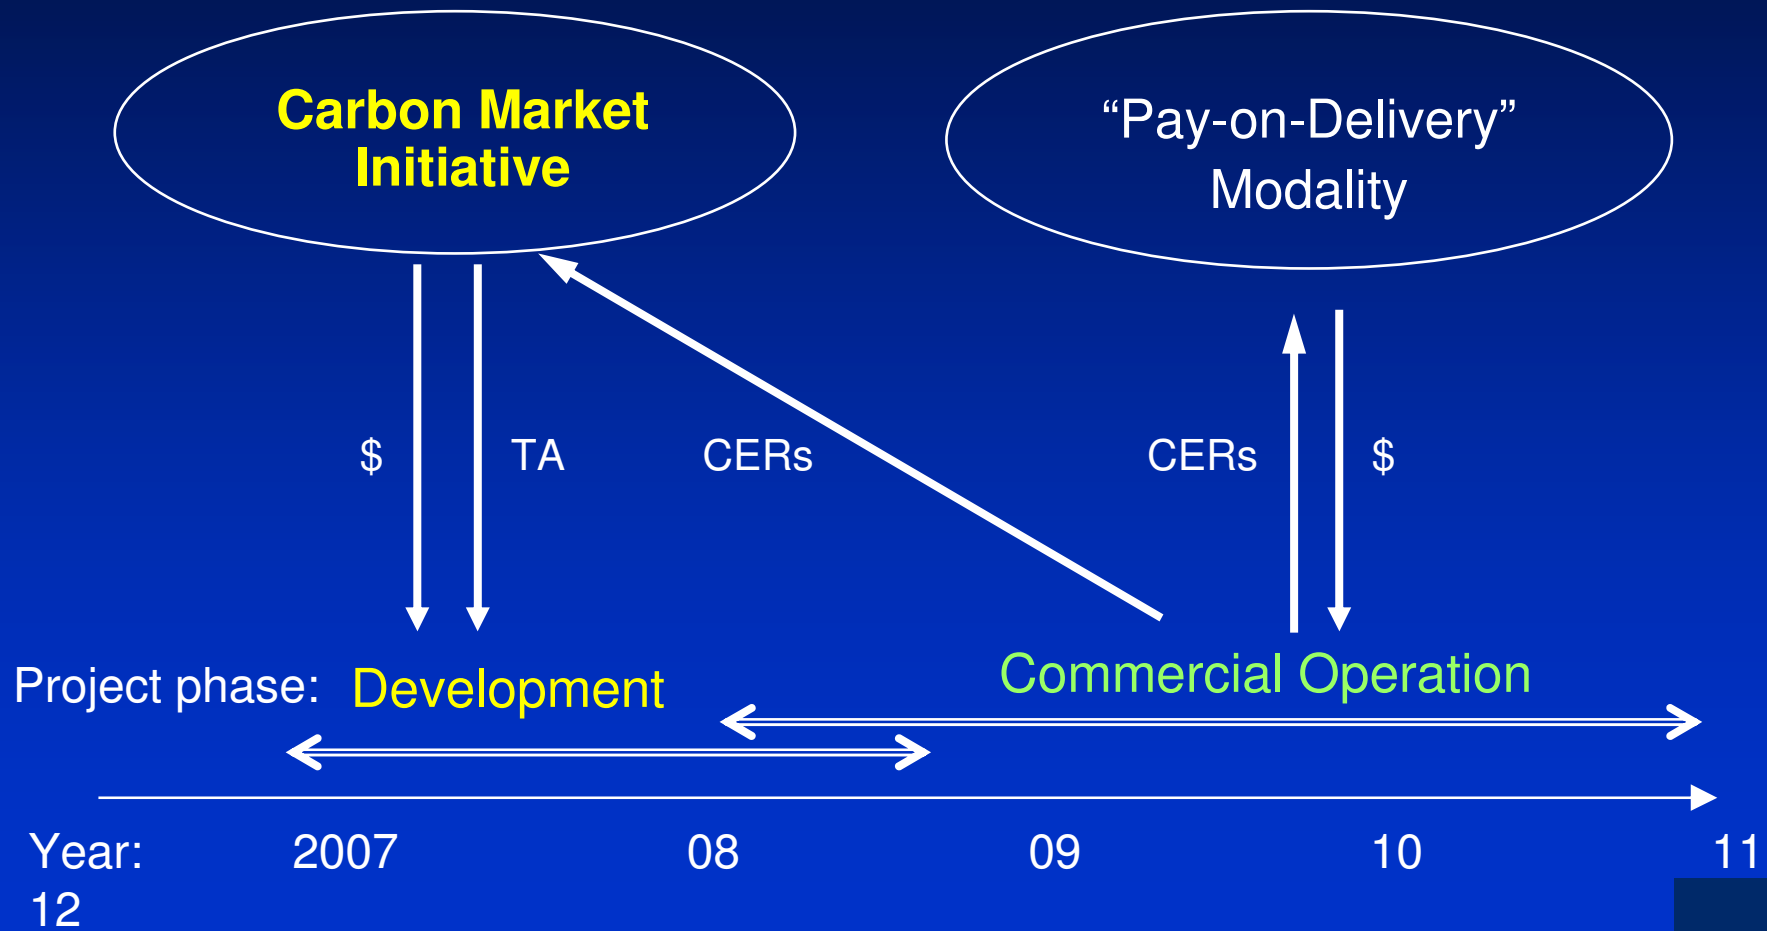 Carbon Market
Initiative
“Pay-on-Delivery”
Modality
$ TA CERs CERs $
Project phase: Development Commercial Operation
Year: 2007 08 09 10 11
12